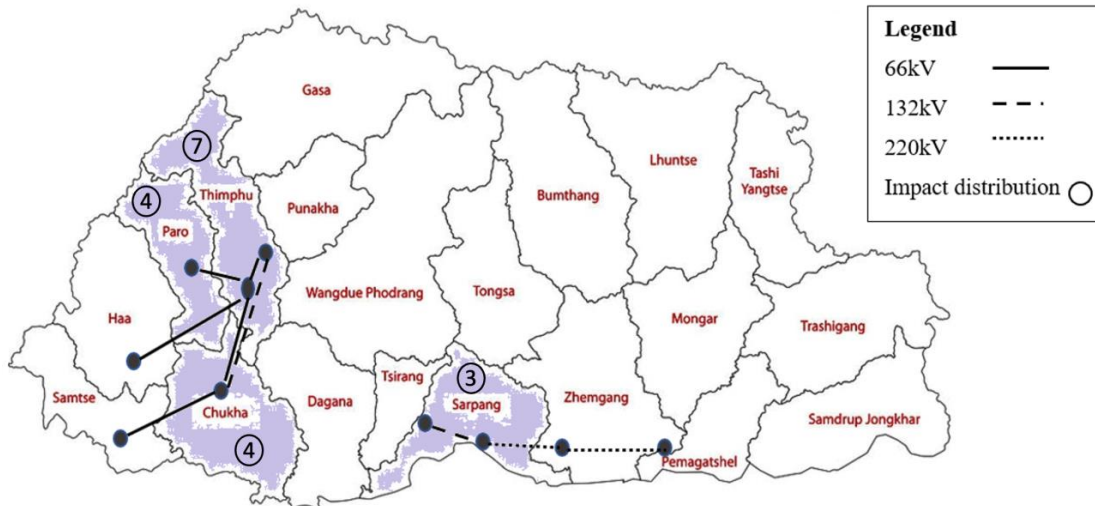 Legend
66kV
132kV
220kV
Impact distribution
Gasa
7
Lhuntse
Tashi
Yangtse
4
Thimphu
Punakha
Bumthang
Paro
Wangdue Phodrang
Tongsa
Haa
Mongar
Trashigang
Tsirang
3
Samtse
Dagana
Sarpang
Zhemgang
Chukha
Samdrup Jongkhar
4
Pemagatshel